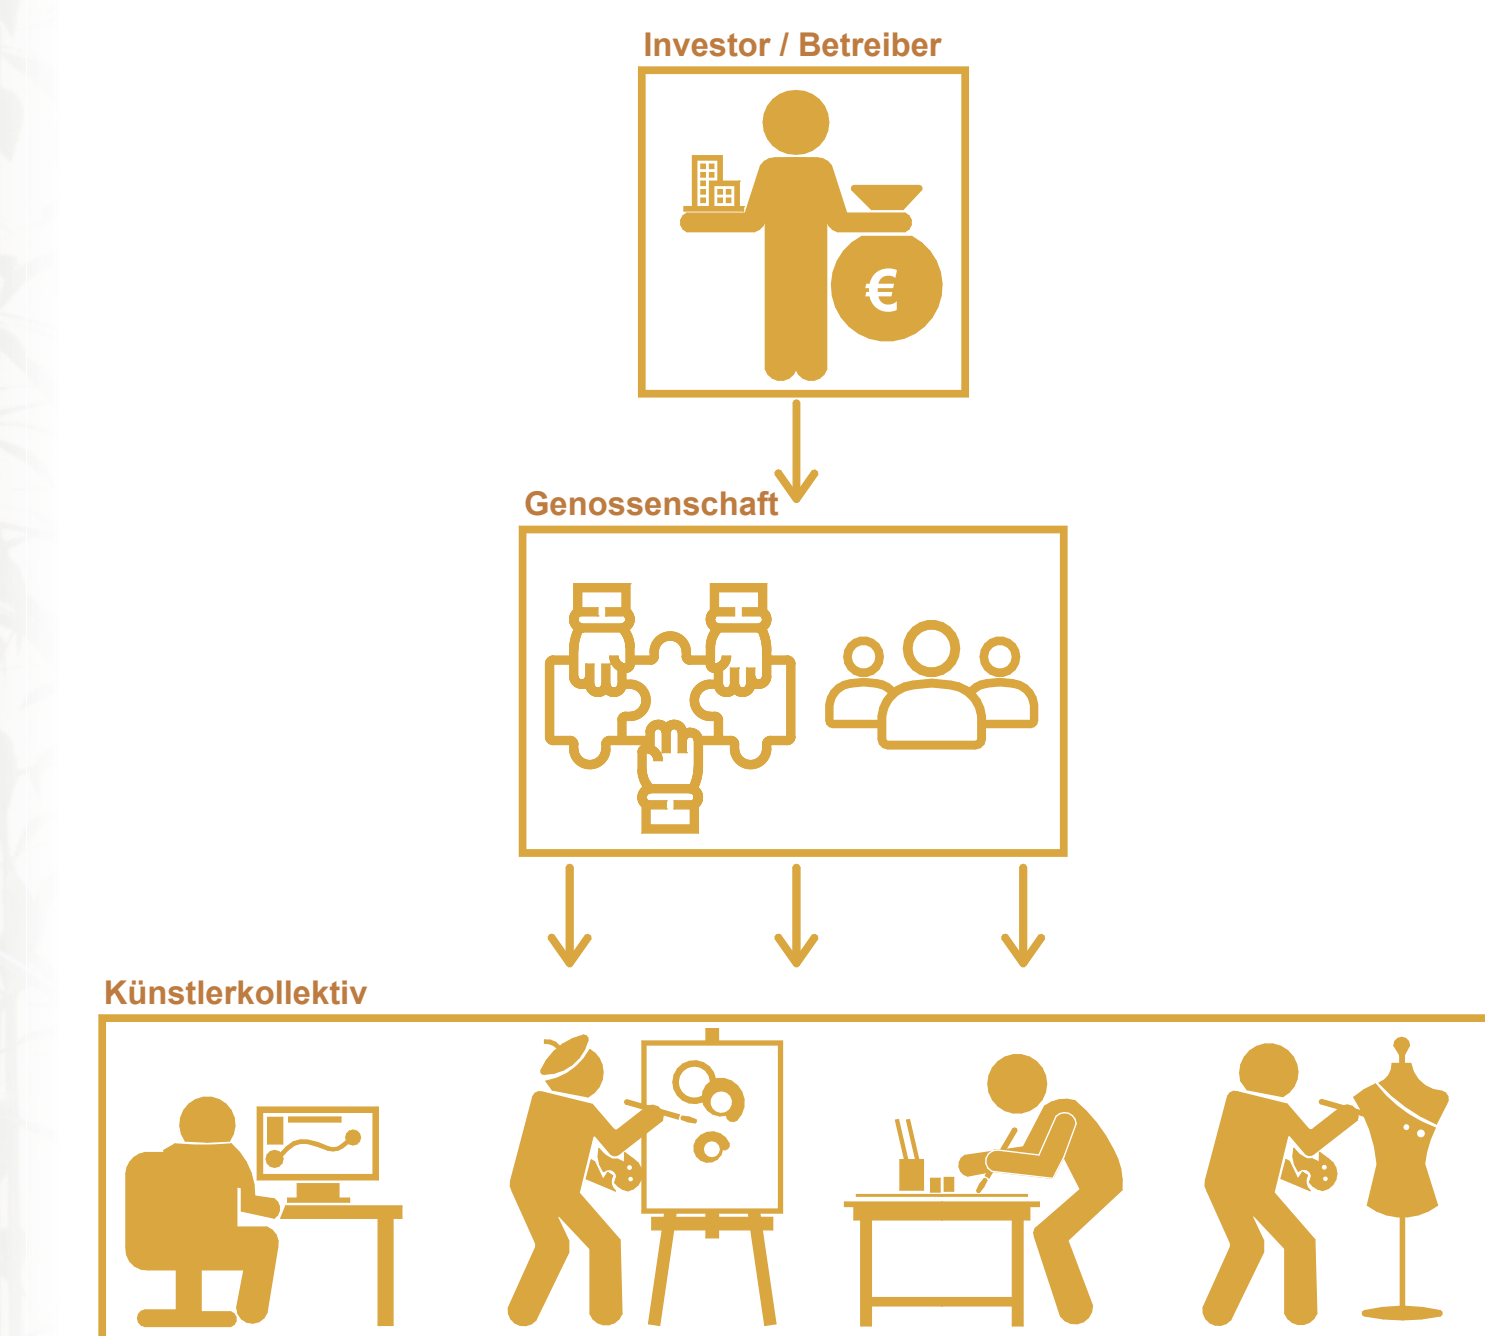 Investor / Betreiber
€
Genossenschaft
Künstlerkollektiv